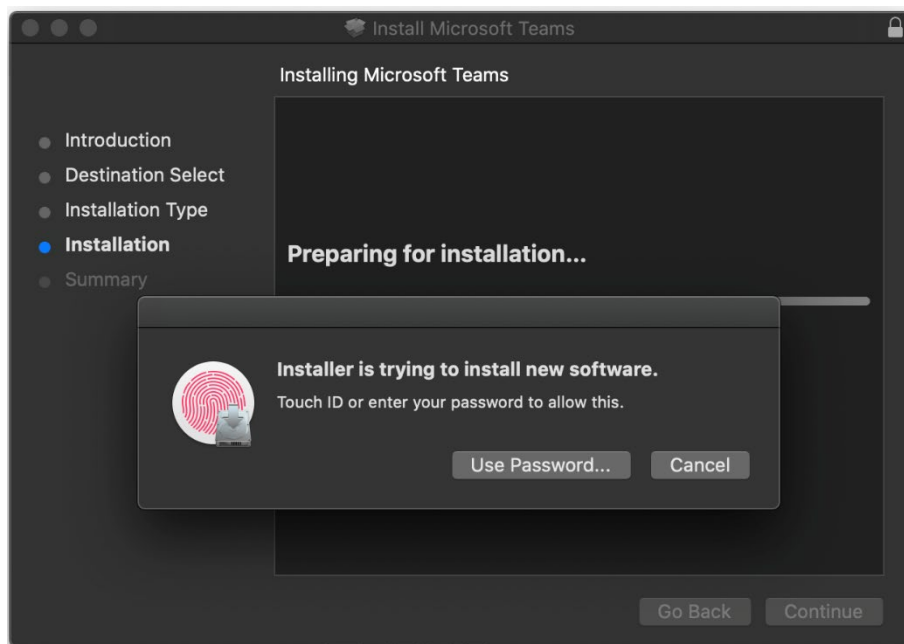 Install Microsoft Teams
Installing Microsoft Teams
Introduction
Destination Select
Installation Type
Installation
Summary
Preparing for installation...
Installer is trying to install new software.
Touch ID or enter your password to allow this.
Use Password...
Cancel
Go Back
Continue